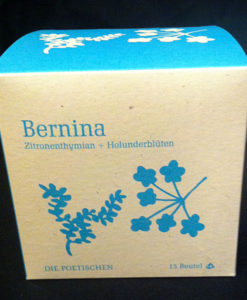 Bernina
Zitronenthymian + Holunderblüten
DIE POETISCHEN
15 Beutel